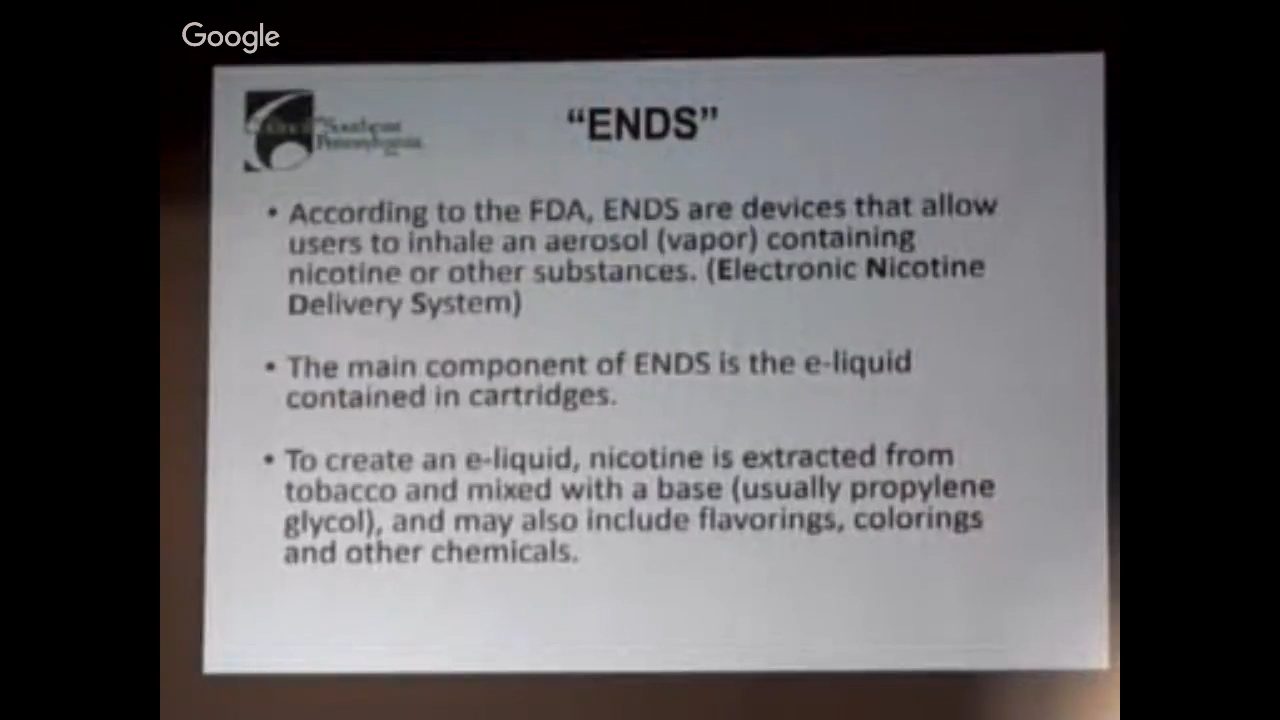 Google
"ENDS"
Southeast
Pennsylvania
• According to the FDA, ENDS are devices that allow
users to inhale an aerosol (vapor) containing
nicotine or other substances. (Electronic Nicotine
Delivery System)
• The main component of ENDS is the e-liquid
contained in cartridges.
• To create an e-liquid, nicotine is extracted from
tobacco and mixed with a base (usually propylene
glycol), and may also include flavorings, colorings
and other chemicals.